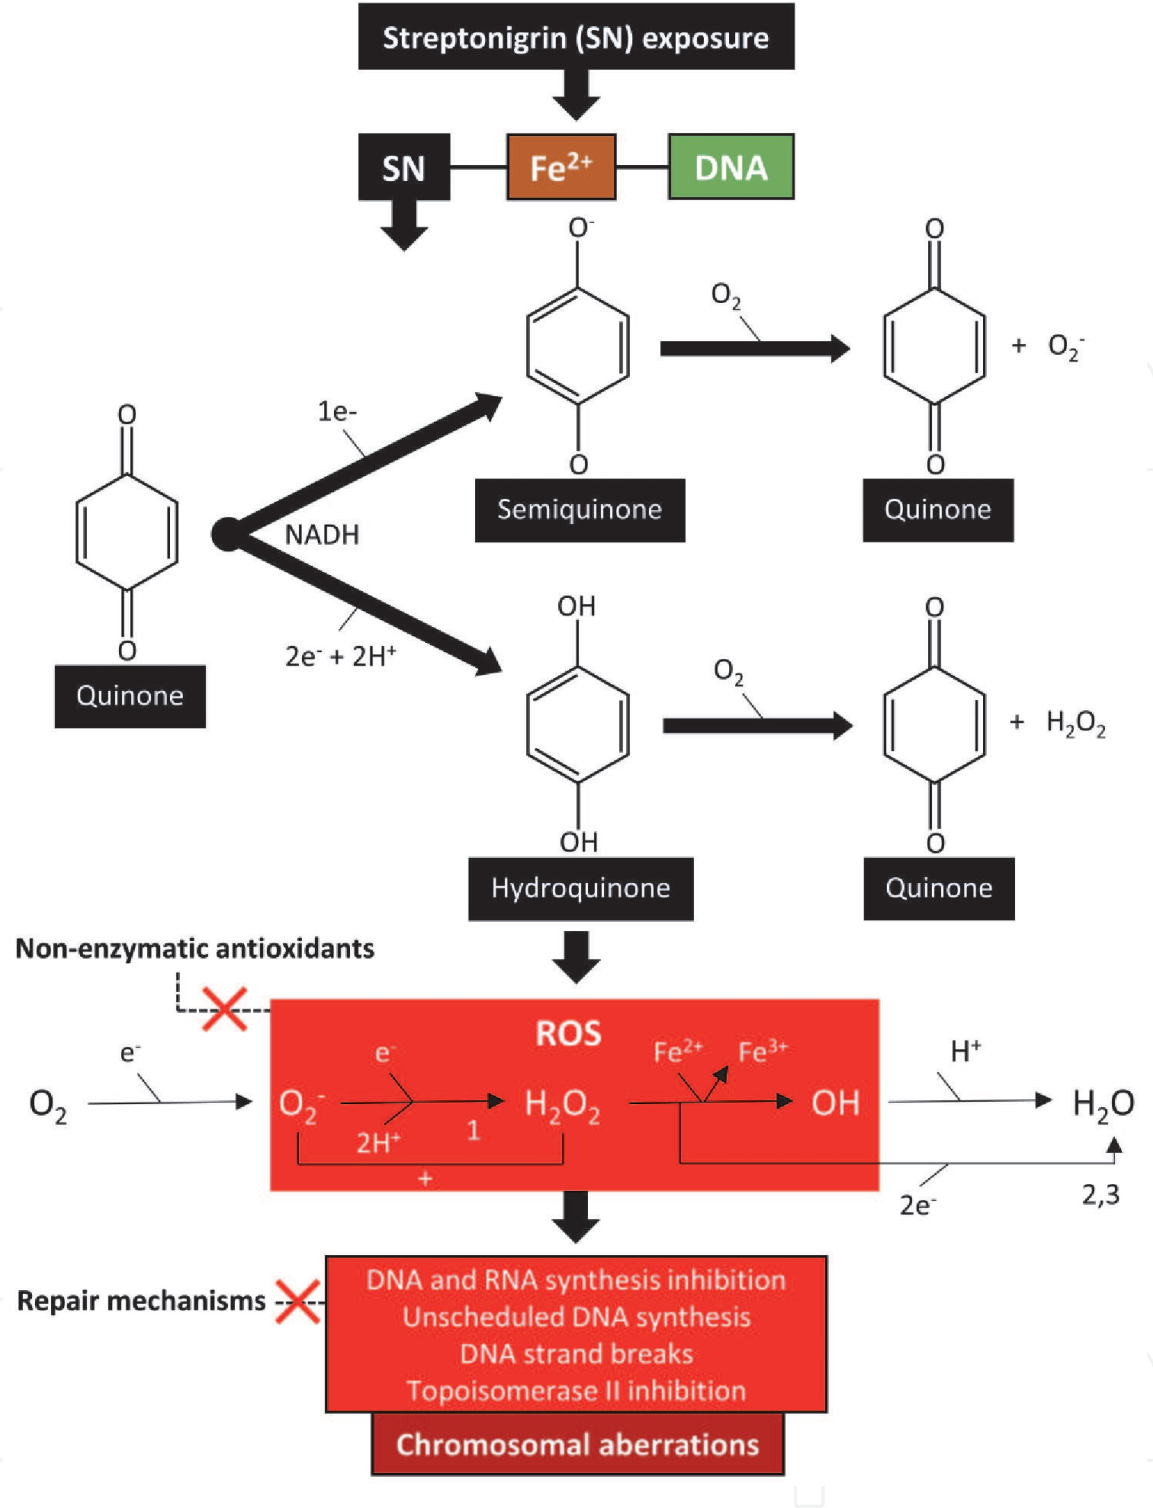 Streptonigrin (SN) exposure
SN
Fe²⁺
DNA
O⁻
O
O₂
O
O
+ O₂⁻
Semiquinone
Quinone
O
O
Quinone
1e-
NADH
2e⁻ + 2H⁺
OH
OH
O₂
O
O
+ H₂O₂
Hydroquinone
Quinone
Non-enzymatic antioxidants
ROS
e⁻
e⁻
Fe²⁺
Fe³⁺
H⁺
O₂
O₂⁻
H₂O₂
OH
H₂O
2H⁺
1
+
2e⁻
2,3
Repair mechanisms
DNA and RNA synthesis inhibition
Unscheduled DNA synthesis
DNA strand breaks
Topoisomerase II inhibition
Chromosomal aberrations